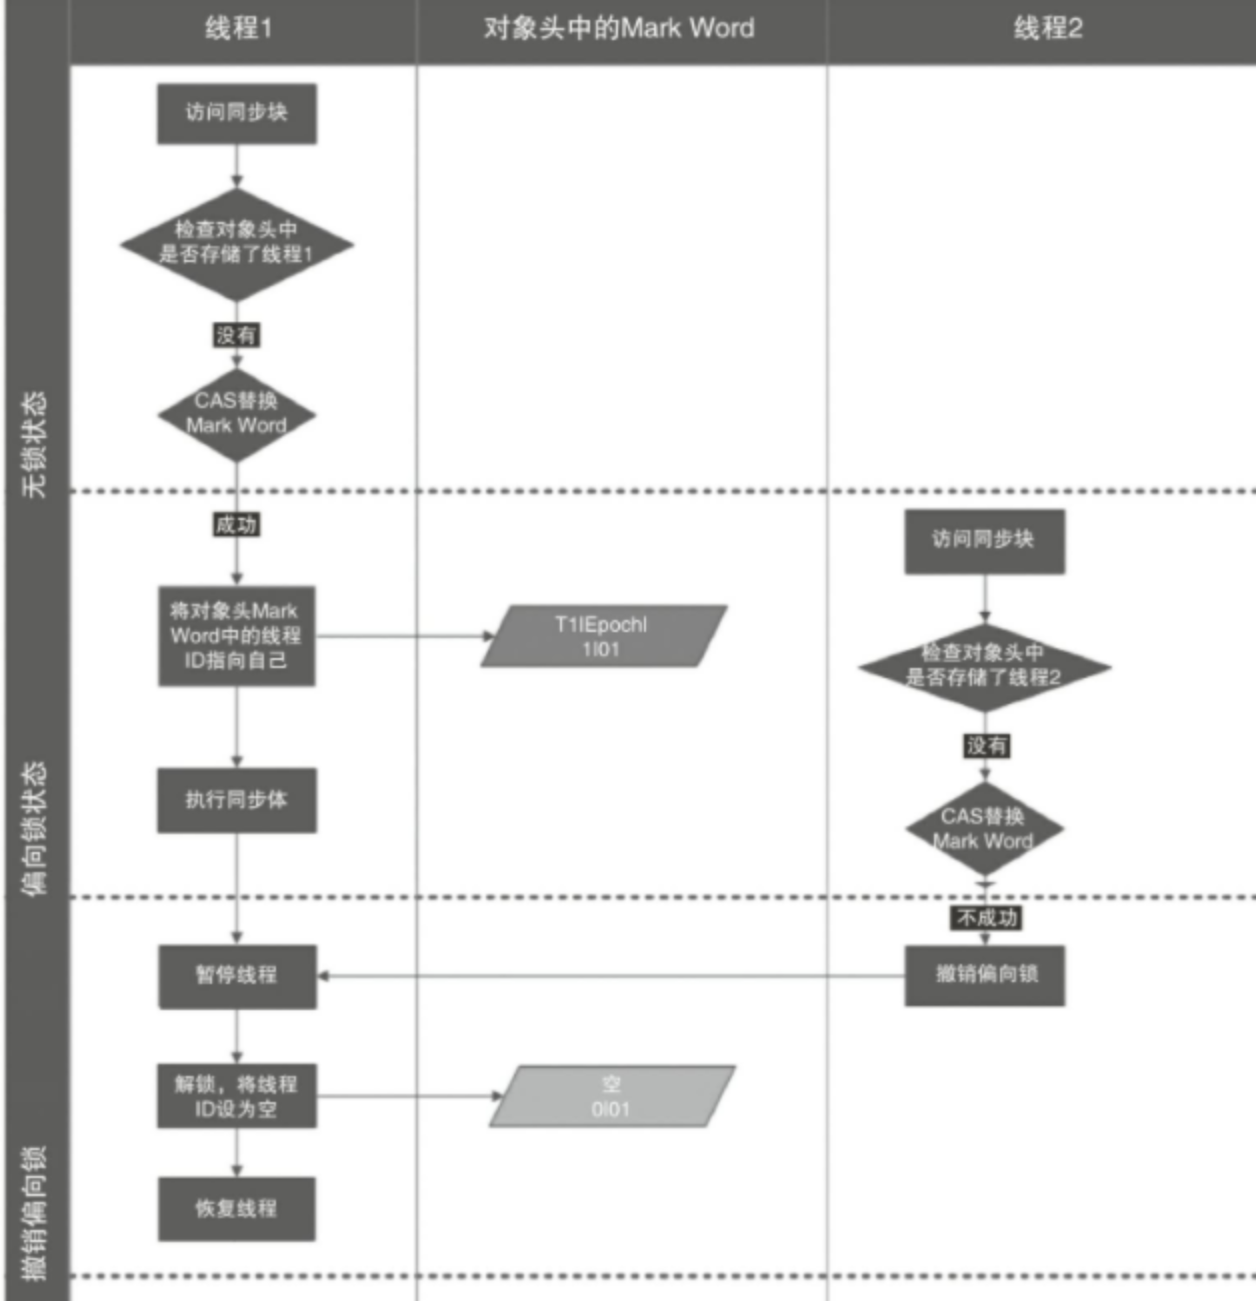 线程1
对象头中的Mark Word
线程2
无锁状态
访问同步块
检查对象头中
是否存储了线程1
没有
CAS替换
Mark Word
偏向锁状态
成功
将对象头Mark
Word中的线程
ID指向自己
T1|Epoch|
1|01
执行同步体
访问同步块
检查对象头中
是否存储了线程2
没有
CAS替换
Mark Word
撤销偏向锁
不成功
撤销偏向锁
暂停线程
解锁，将线程
ID设为空
空
0|01
恢复线程